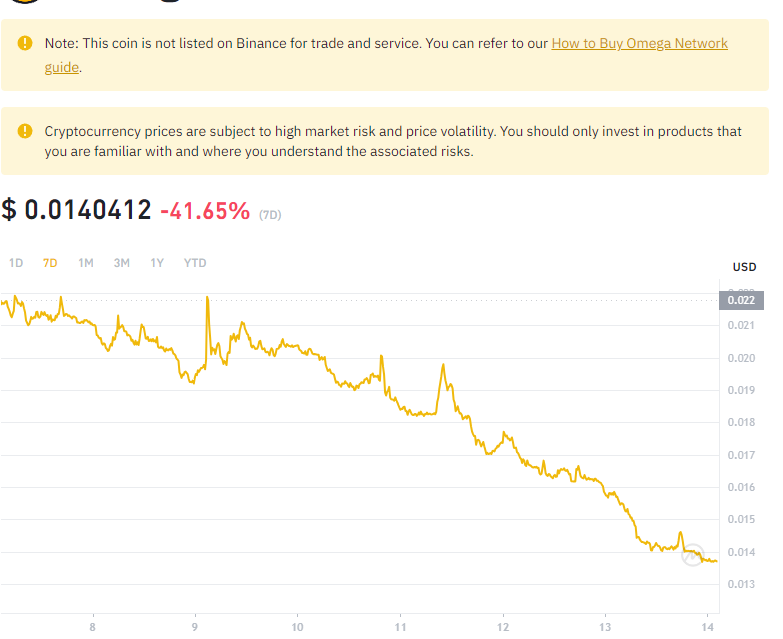 Note: This coin is not listed on Binance for trade and service. You can refer to our How to Buy Omega Network
guide.
Cryptocurrency prices are subject to high market risk and price volatility. You should only invest in products that
you are familiar with and where you understand the associated risks.
$ 0.0140412 -41.65% (7D)
1D 7D 1M 3M 1Y YTD
USD
0.022
0.021
0.020
0.019
0.018
0.017
0.016
0.015
0.014
0.013
8 9 10 11 12 13 14